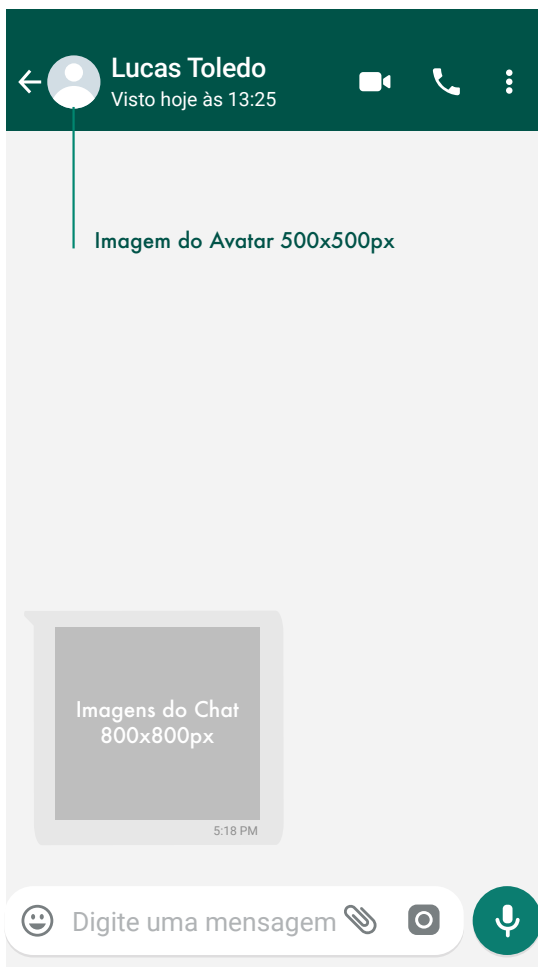 Lucas Toledo
Visto hoje às 13:25
Imagem do Avatar 500x500px
Imagens do Chat
800x800px
5:18 PM
Digite uma mensagem